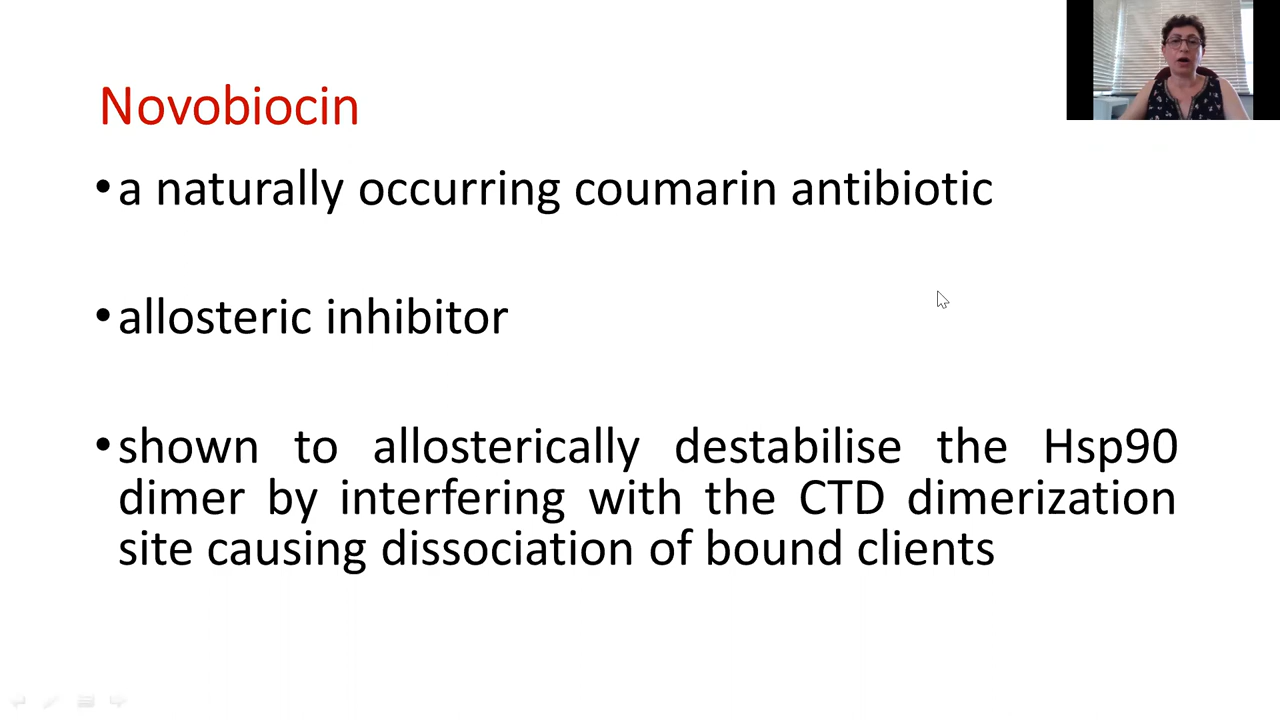 Novobiocin
•a naturally occurring coumarin antibiotic
•allosteric inhibitor
•shown to allosterically destabilise the Hsp90
dimer by interfering with the CTD dimerization
site causing dissociation of bound clients